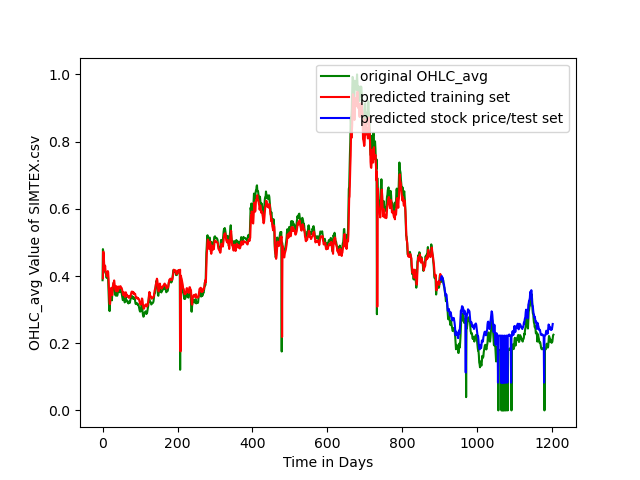 original OHLC_avg
predicted training set
predicted stock price/test set
OHLC_avg Value of SIMTEX.csv
1.0
0.8
0.6
0.4
0.2
0.0
0 200 400 600 800 1000 1200
Time in Days